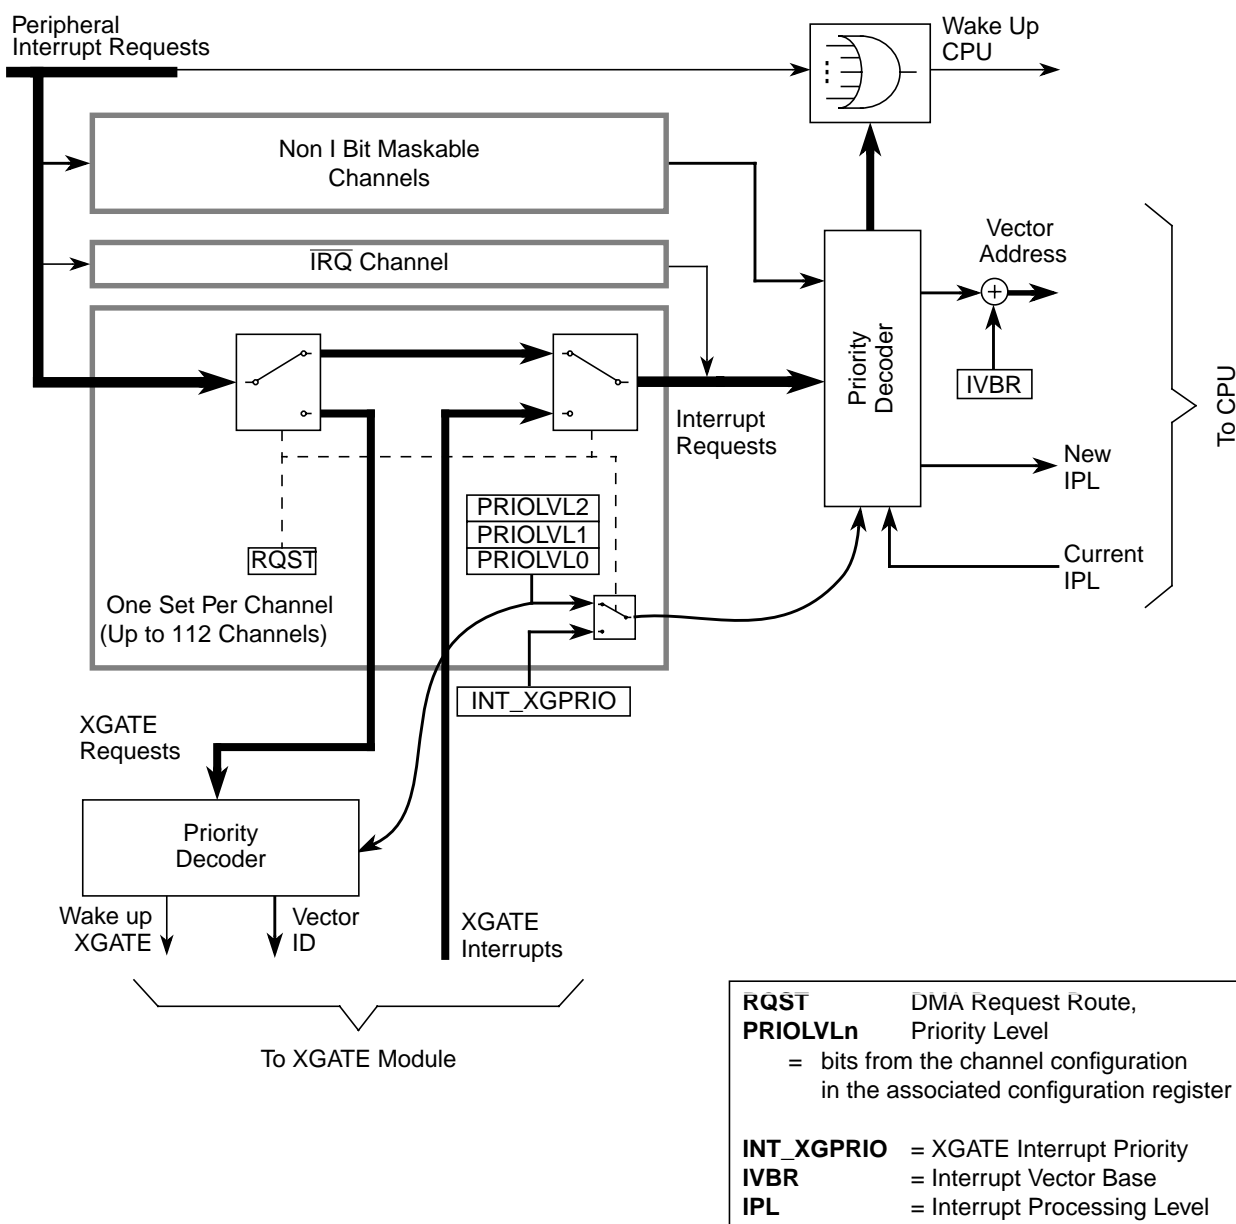 Peripheral
Interrupt Requests
Wake Up
CPU
Non I Bit Maskable
Channels
IRQ Channel
Vector
Address
Priority
Decoder
IVBR
To CPU
Interrupt
Requests
New
IPL
PRIOLVL2
PRIOLVL1
PRIOLVL0
RQST
Current
IPL
One Set Per Channel
(Up to 112 Channels)
INT_XGPRIO
XGATE
Requests
Priority
Decoder
Wake up
XGATE
Vector
ID
XGATE
Interrupts
To XGATE Module
RQST DMA Request Route,
PRIOLVLn Priority Level
= bits from the channel configuration
in the associated configuration register
INT_XGPRIO = XGATE Interrupt Priority
IVBR = Interrupt Vector Base
IPL = Interrupt Processing Level